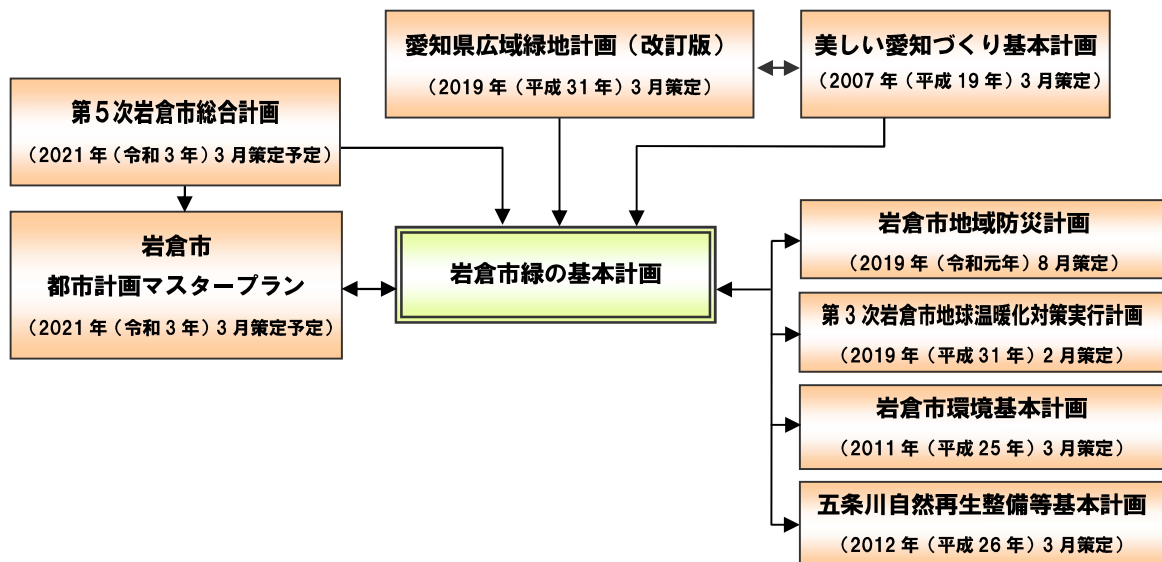 愛知県広域緑地計画（改訂版）
（2019年（平成31年）3月策定）
美しい愛知づくり基本計画
（2007年（平成19年）3月策定）
第５次岩倉市総合計画
（2021年（令和3年）3月策定予定）
岩倉市
都市計画マスタープラン
（2021年（令和3年）3月策定予定）
岩倉市緑の基本計画
岩倉市地域防災計画
（2019年（令和元年）8月策定）
第３次岩倉市地球温暖化対策実行計画
（2019年（平成31年）2月策定）
岩倉市環境基本計画
（2011年（平成25年）3月策定）
五条川自然再生整備等基本計画
（2012年（平成26年）3月策定）